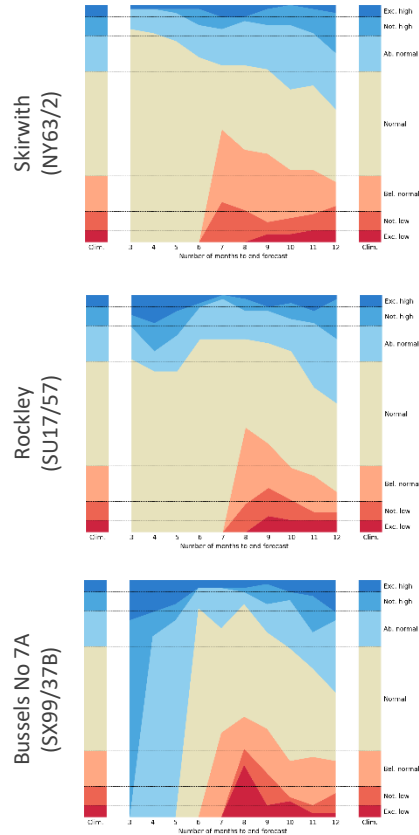 Skirwith
(NY63/2)
Exc. high
Not. high
Ab. normal
Normal
Bel. normal
Not. low
Exc. low
Clim. 3 4 5 6 7 8 9 10 11 12 Clim.
Number of months to end forecast
Rockley
(SU17/57)
Exc. high
Not. high
Ab. normal
Normal
Bel. normal
Not. low
Exc. low
Clim. 3 4 5 6 7 8 9 10 11 12 Clim.
Number of months to end forecast
Bussels No 7A
(SX99/37B)
Exc. high
Not. high
Ab. normal
Normal
Bel. normal
Not. low
Exc. low
Clim. 3 4 5 6 7 8 9 10 11 12 Clim.
Number of months to end forecast